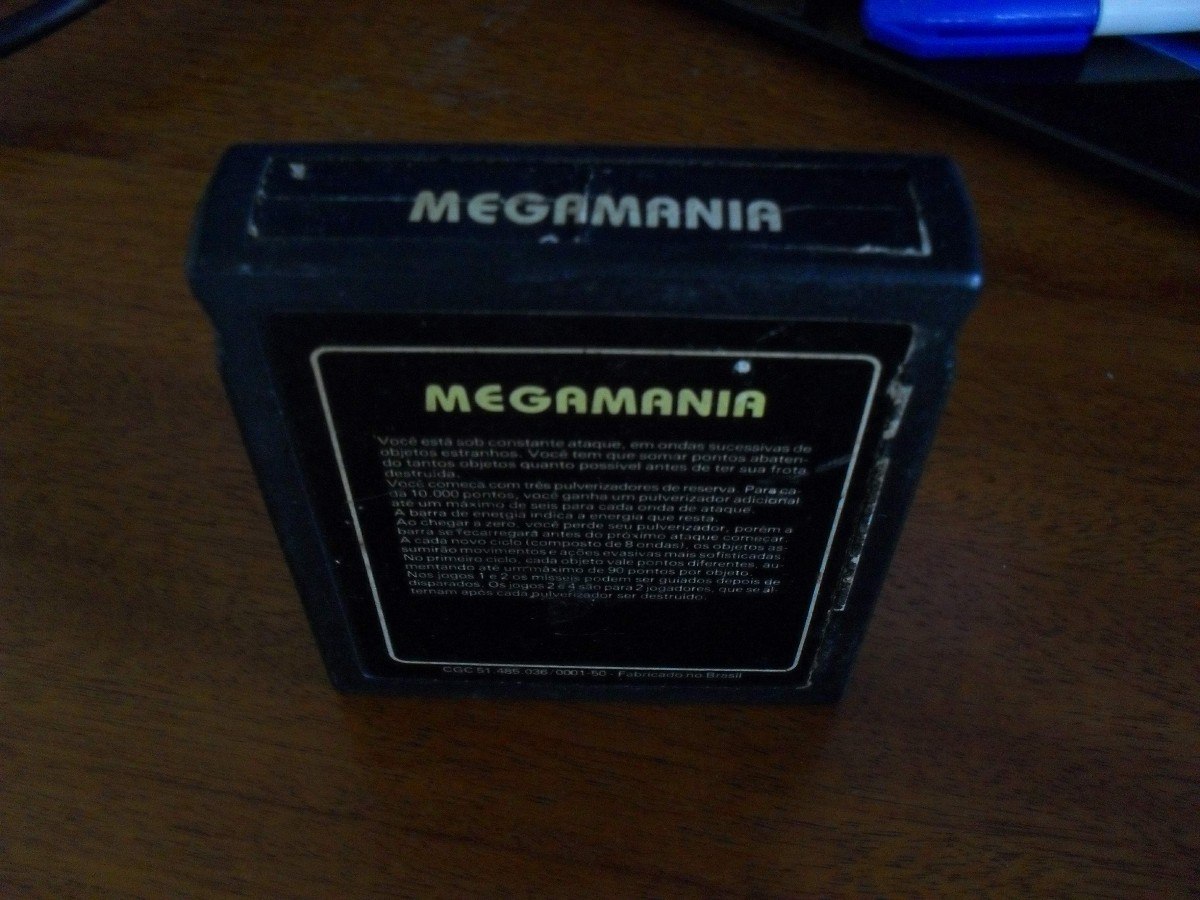 MEGAMANIA
MEGAMANIA
Você está sob constante ataque, em ondas sucessivas de
objetos estranhos. Você tem que somar pontos abaten-
do tantos objetos quanto possível antes de ter sua frota
destruída.
Você começa com três pulverizadores de reserva. Para ca-
da 10.000 pontos, você ganha um pulverizador adicional
até um máximo de seis para cada onda de ataque.
A barra de energia indica a energia que resta.
Ao chegar a zero, você perde seu pulverizador, porém a
barra se recarregará antes do próximo ataque começar.
A cada novo ciclo (composto de 8 ondas), os objetos as-
sumirão movimentos e ações evasivas mais sofisticadas.
No primeiro ciclo, cada objeto vale pontos diferentes, au-
mentando até um máximo de 90 pontos por objeto.
Nos jogos 1 e 2 os mísseis podem ser guiados depois de
disparados. Os jogos 2 e 4 são para 2 jogadores, que se al-
ternam após cada pulverizador ser destruído.
CGC 51.485.036/0001-50 - Fabricado no Brasil